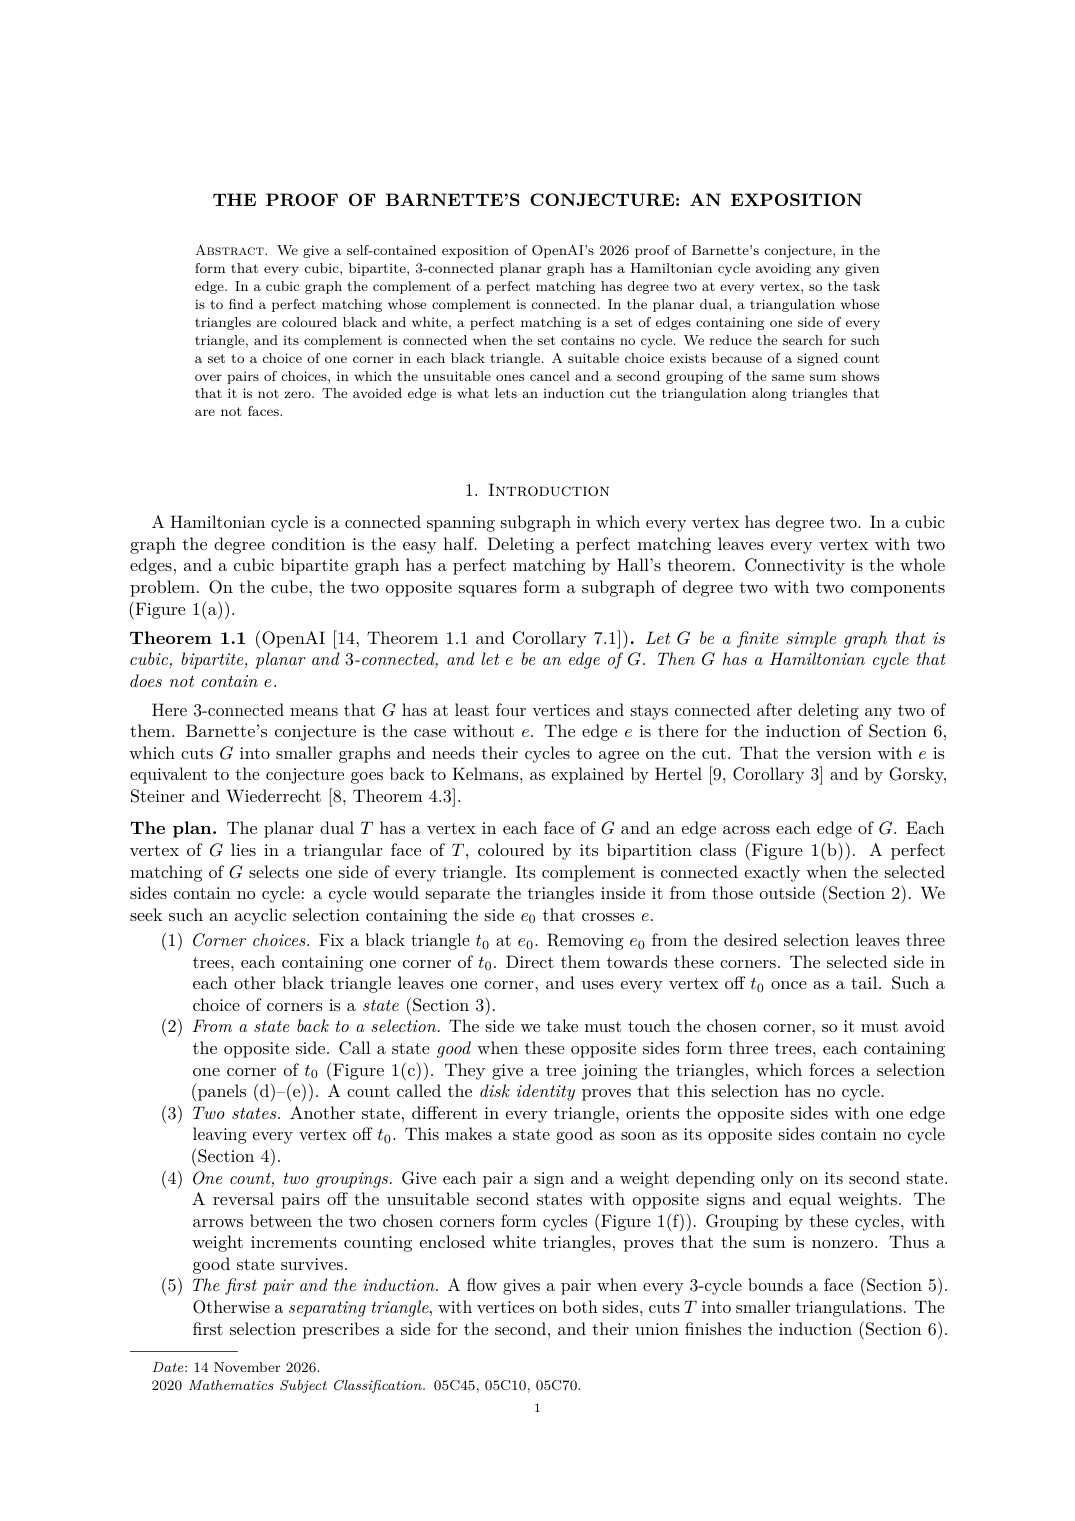 THE PROOF OF BARNETTE'S CONJECTURE: AN EXPOSITION
Abstract. We give a self-contained exposition of OpenAI's 2026 proof of Barnette's conjecture, in the
form that every cubic, bipartite, 3-connected planar graph has a Hamiltonian cycle avoiding any given
edge. In a cubic graph the complement of a perfect matching has degree two at every vertex, so the task
is to find a perfect matching whose complement is connected. In the planar dual, a triangulation whose
triangles are coloured black and white, a perfect matching is a set of edges containing one side of every
triangle, and its complement is connected when the set contains no cycle. We reduce the search for such
a set to a choice of one corner in each black triangle. A suitable choice exists because of a signed count
over pairs of choices, in which the unsuitable ones cancel and a second grouping of the same sum shows
that it is not zero. The avoided edge is what lets an induction cut the triangulation along triangles that
are not faces.
1. Introduction
A Hamiltonian cycle is a connected spanning subgraph in which every vertex has degree two. In a cubic
graph the degree condition is the easy half. Deleting a perfect matching leaves every vertex with two
edges, and a cubic bipartite graph has a perfect matching by Hall's theorem. Connectivity is the whole
problem. On the cube, the two opposite squares form a subgraph of degree two with two components
(Figure 1(a)).
Theorem 1.1 (OpenAI [14, Theorem 1.1 and Corollary 7.1]). Let G be a finite simple graph that is
cubic, bipartite, planar and 3-connected, and let e be an edge of G. Then G has a Hamiltonian cycle that
does not contain e.
Here 3-connected means that G has at least four vertices and stays connected after deleting any two of
them. Barnette's conjecture is the case without e. The edge e is there for the induction of Section 6,
which cuts G into smaller graphs and needs their cycles to agree on the cut. That the version with e is
equivalent to the conjecture goes back to Kelmans, as explained by Hertel [9, Corollary 3] and by Gorsky,
Steiner and Wiederrecht [8, Theorem 4.3].
The plan. The planar dual T has a vertex in each face of G and an edge across each edge of G. Each
vertex of G lies in a triangular face of T, coloured by its bipartition class (Figure 1(b)). A perfect
matching of G selects one side of every triangle. Its complement is connected exactly when the selected
sides contain no cycle: a cycle would separate the triangles inside it from those outside (Section 2). We
seek such an acyclic selection containing the side e₀ that crosses e.
(1) Corner choices. Fix a black triangle t₀ at e₀. Removing e₀ from the desired selection leaves three
trees, each containing one corner of t₀. Direct them towards these corners. The selected side in
each other black triangle leaves one corner, and uses every vertex off t₀ once as a tail. Such a
choice of corners is a state (Section 3).
(2) From a state back to a selection. The side we take must touch the chosen corner, so it must avoid
the opposite side. Call a state good when these opposite sides form three trees, each containing
one corner of t₀ (Figure 1(c)). They give a tree joining the triangles, which forces a selection
(panels (d)–(e)). A count called the disk identity proves that this selection has no cycle.
(3) Two states. Another state, different in every triangle, orients the opposite sides with one edge
leaving every vertex off t₀. This makes a state good as soon as its opposite sides contain no cycle
(Section 4).
(4) One count, two groupings. Give each pair a sign and a weight depending only on its second state.
A reversal pairs off the unsuitable second states with opposite signs and equal weights. The
arrows between the two chosen corners form cycles (Figure 1(f)). Grouping by these cycles, with
weight increments counting enclosed white triangles, proves that the sum is nonzero. Thus a
good state survives.
(5) The first pair and the induction. A flow gives a pair when every 3-cycle bounds a face (Section 5).
Otherwise a separating triangle, with vertices on both sides, cuts T into smaller triangulations. The
first selection prescribes a side for the second, and their union finishes the induction (Section 6).
Date: 14 November 2026.
2020 Mathematics Subject Classification. 05C45, 05C10, 05C70.
1